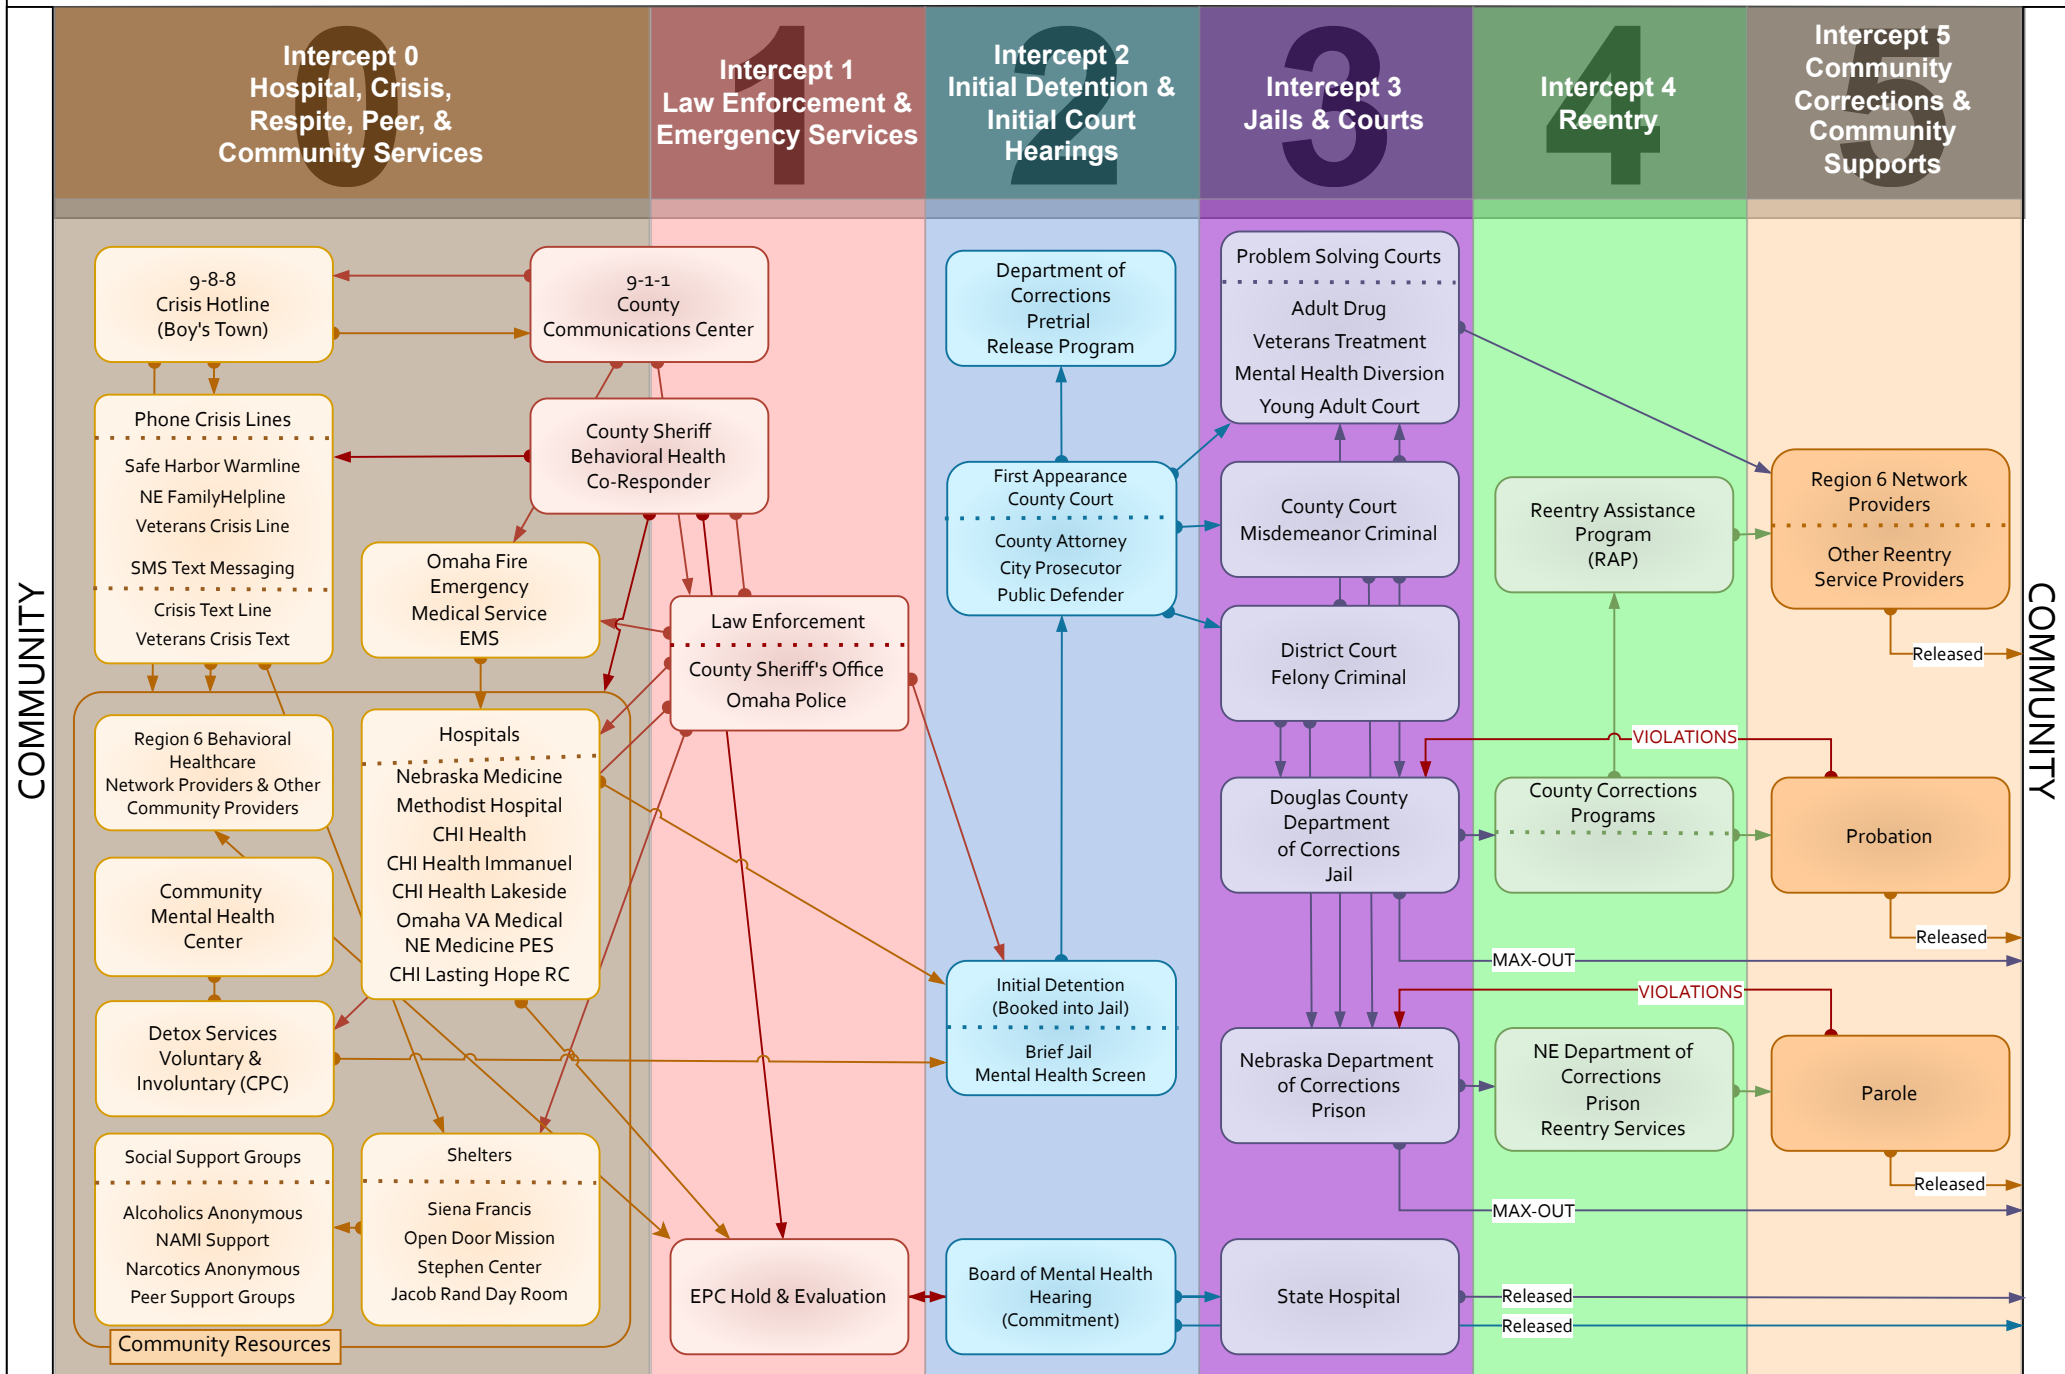 0
Intercept 0
Hospital, Crisis,
Respite, Peer, &
Community Services
1
Intercept 1
Law Enforcement &
Emergency Services
2
Intercept 2
Initial Detention &
Initial Court
Hearings
3
Intercept 3
Jails & Courts
4
Intercept 4
Reentry
5
Intercept 5
Community
Corrections &
Community
Supports
COMMUNITY
9-8-8
Crisis Hotline
(Boy's Town)
Phone Crisis Lines
Safe Harbor Warmline
NE FamilyHelpline
Veterans Crisis Line
SMS Text Messaging
Crisis Text Line
Veterans Crisis Text
Region 6 Behavioral
Healthcare
Network Providers & Other
Community Providers
Community
Mental Health
Center
Detox Services
Voluntary &
Involuntary (CPC)
Social Support Groups
Alcoholics Anonymous
NAMI Support
Narcotics Anonymous
Peer Support Groups
Omaha Fire
Emergency
Medical Service
EMS
Hospitals
Nebraska Medicine
Methodist Hospital
CHI Health
CHI Health Immanuel
CHI Health Lakeside
Omaha VA Medical
NE Medicine PES
CHI Lasting Hope RC
Shelters
Siena Francis
Open Door Mission
Stephen Center
Jacob Rand Day Room
Community Resources
9-1-1
County
Communications Center
County Sheriff
Behavioral Health
Co-Responder
Law Enforcement
County Sheriff's Office
Omaha Police
EPC Hold & Evaluation
Department of
Corrections
Pretrial
Release Program
First Appearance
County Court
County Attorney
City Prosecutor
Public Defender
Initial Detention
(Booked into Jail)
Brief Jail
Mental Health Screen
Board of Mental Health
Hearing
(Commitment)
Problem Solving Courts
Adult Drug
Veterans Treatment
Mental Health Diversion
Young Adult Court
County Court
Misdemeanor Criminal
District Court
Felony Criminal
Douglas County
Department
of Corrections
Jail
Nebraska Department
of Corrections
Prison
State Hospital
Reentry Assistance
Program
(RAP)
VIOLATIONS
County Corrections
Programs
MAX-OUT
VIOLATIONS
NE Department of
Corrections
Prison
Reentry Services
MAX-OUT
Released
Released
Region 6 Network
Providers
Other Reentry
Service Providers
Released
Probation
Released
Parole
Released
COMMUNITY